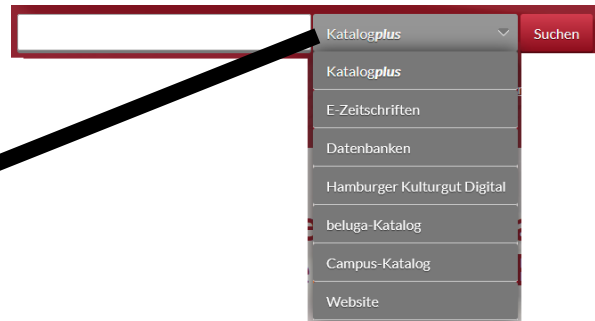 Katalogplus Suchen
Katalogplus
E-Zeitschriften
Datenbanken
Hamburger Kulturgut Digital
beluga-Katalog
Campus-Katalog
Website